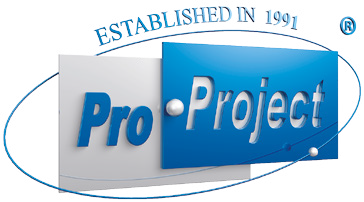 ESTABLISHED IN 1991
®
Pro Project